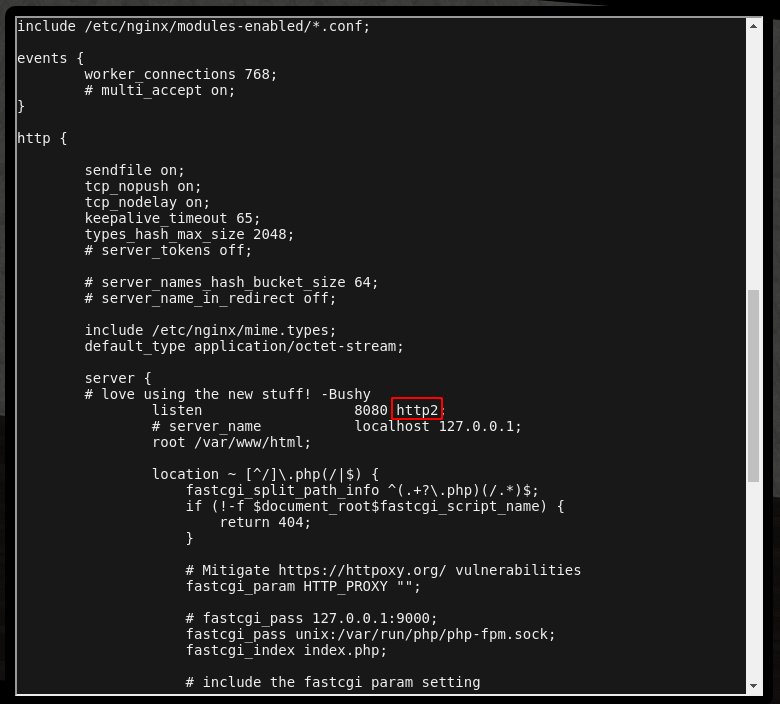 include /etc/nginx/modules-enabled/*.conf;
events {
worker_connections 768;
# multi_accept on;
}
http {
sendfile on;
tcp_nopush on;
tcp_nodelay on;
keepalive_timeout 65;
types_hash_max_size 2048;
# server_tokens off;
# server_names_hash_bucket_size 64;
# server_name_in_redirect off;
include /etc/nginx/mime.types;
default_type application/octet-stream;
server {
# love using the new stuff! -Bushy
listen 8080 http2;
# server_name localhost 127.0.0.1;
root /var/www/html;
location ~ [^/]\.php(/|$) {
fastcgi_split_path_info ^(.+?\.php)(/.*)$;
if (!-f $document_root$fastcgi_script_name) {
return 404;
}
# Mitigate https://httpoxy.org/ vulnerabilities
fastcgi_param HTTP_PROXY "";
# fastcgi_pass 127.0.0.1:9000;
fastcgi_pass unix:/var/run/php/php-fpm.sock;
fastcgi_index index.php;
# include the fastcgi param setting